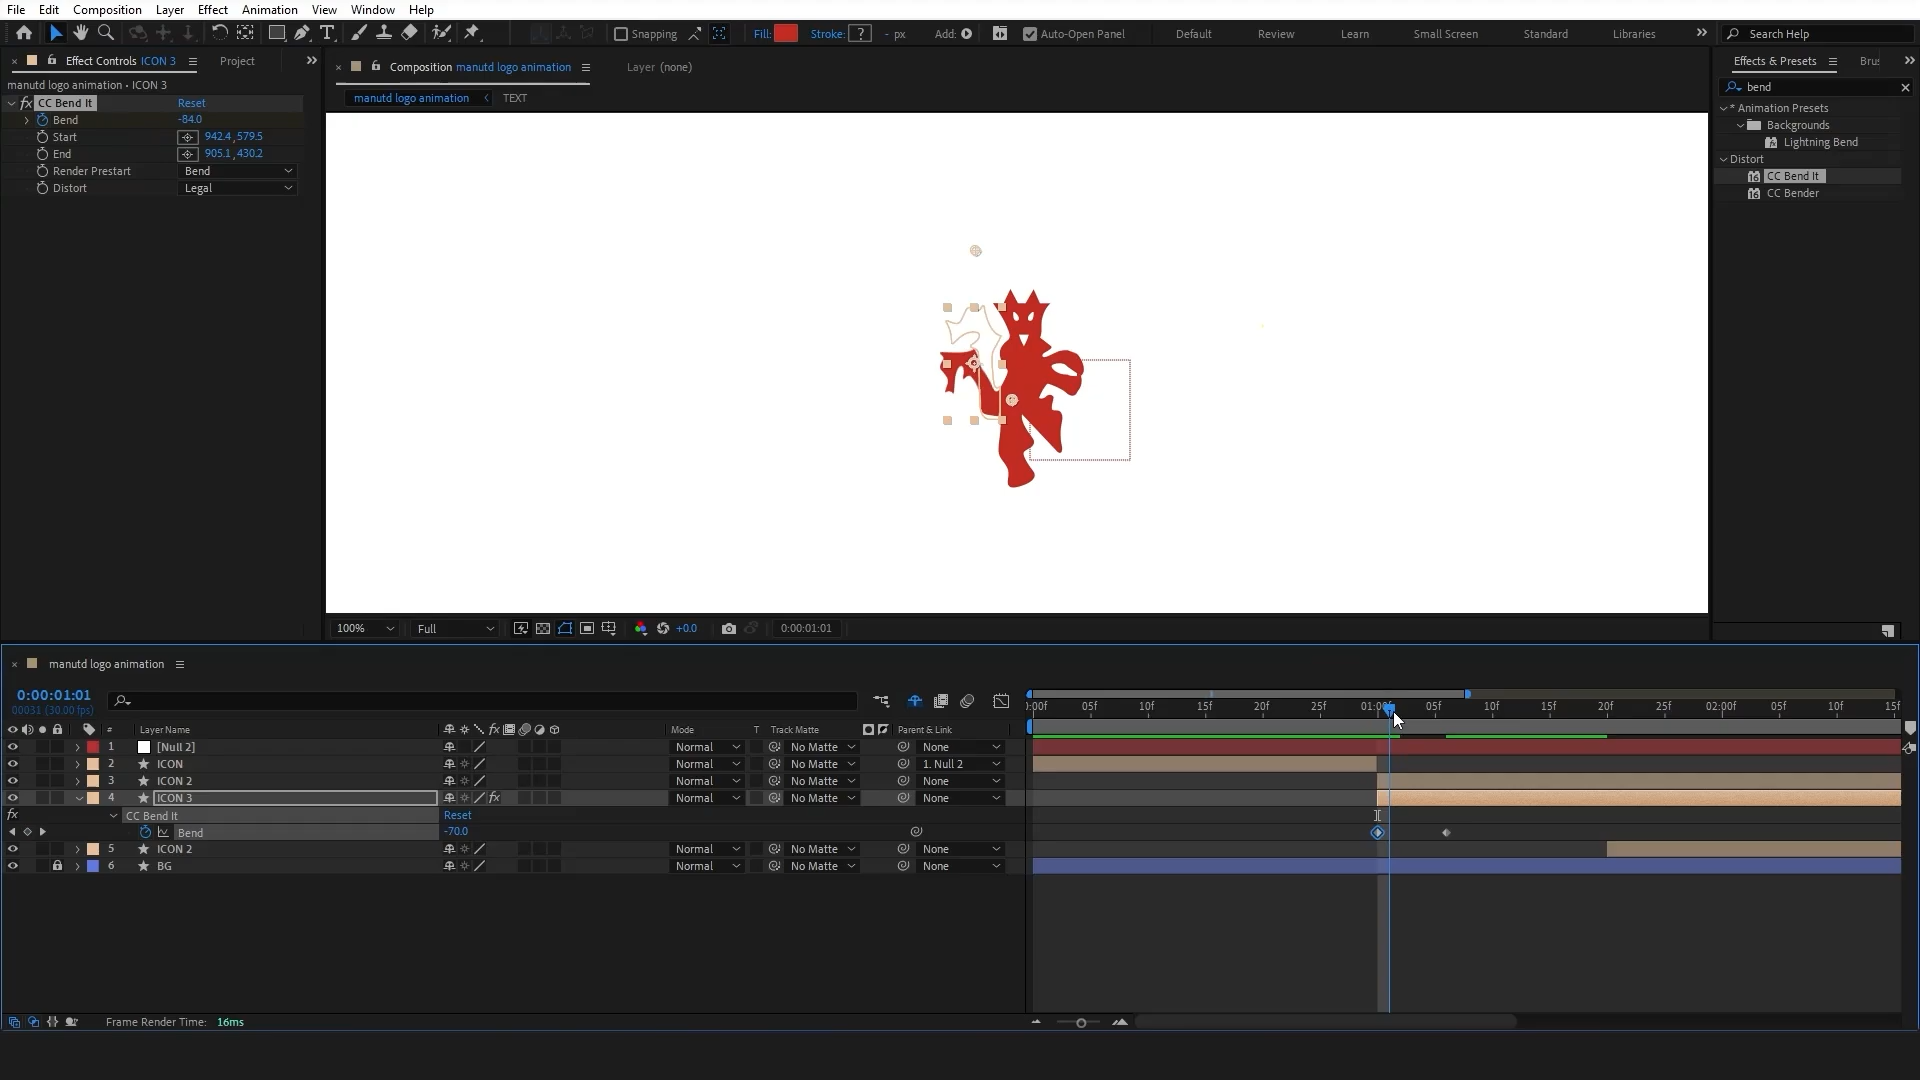 File Edit Composition Layer Effect Animation View Window Help
Snapping Fill: Stroke: ? - px Add: Auto-Open Panel Default Review Learn Small Screen Standard Libraries Search Help
Effect Controls ICON 3 Project
Composition manutd logo animation Layer (none)
Effects & Presets Bru
manutd logo animation • ICON 3
fx CC Bend It Reset
Bend -84.0
Start 942.4, 579.5
End 905.1, 430.2
Render Prestart Bend
Distort Legal
manutd logo animation TEXT
bend
* Animation Presets
Backgrounds
Lightning Bend
Distort
CC Bend It
CC Bender
100% Full +0.0 0:00:01:01
manutd logo animation
0:00:01:01
00031 (30.00 fps)
:00f 05f 10f 15f 20f 25f 01:00f 05f 10f 15f 20f 25f 02:00f 05f 10f 15f
# Layer Name fx Mode T Track Matte Parent & Link
1 [Null 2] Normal No Matte None
2 ICON Normal No Matte 1. Null 2
3 ICON 2 Normal No Matte None
4 ICON 3 fx Normal No Matte None
fx CC Bend It Reset
Bend -70.0
5 ICON 2 Normal No Matte None
6 BG Normal No Matte None
Frame Render Time: 16ms